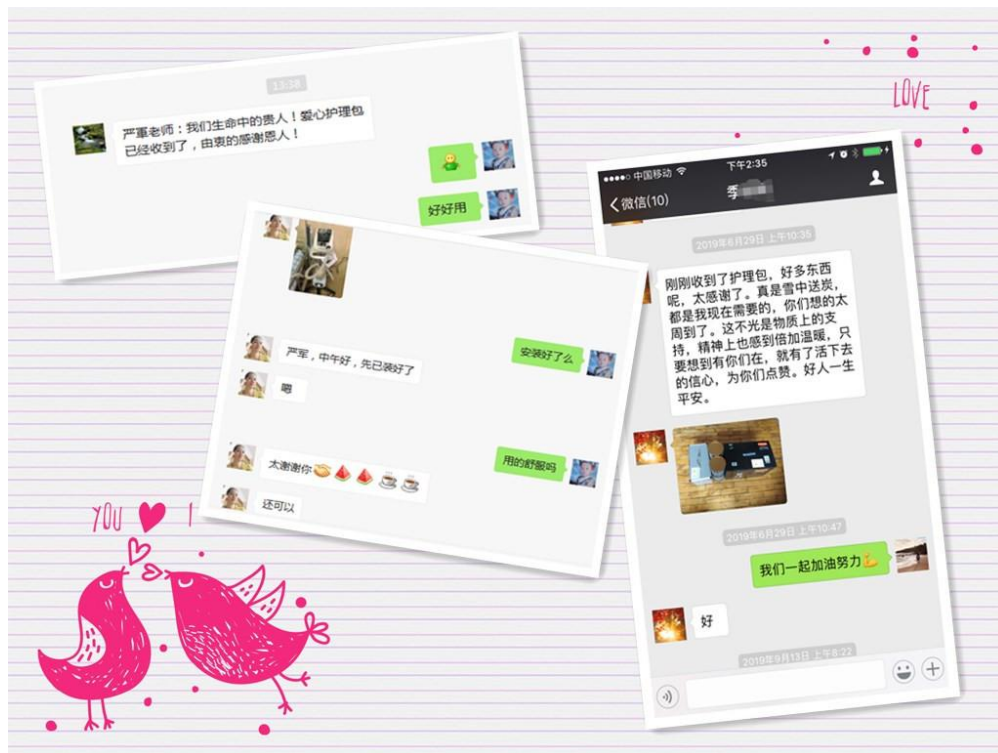 13:38
严軍老师：我们生命中的贵人！爱心护理包
已经收到了，由衷的感谢恩人！
好好用
严军，中午好，先已装好了
安装好了么
嗯
用的舒服吗
太谢谢你
还可以
LOVE
中国移动
下午2:35
微信(10)
季
2019年6月29日 上午10:35
刚刚收到了护理包，好多东西
呢，太感谢了。真是雪中送炭，
都是我现在需要的，你们想的太
周到了。这不光是物质上的支
持，精神上也感到倍加温暖，只
要想到有你们在，就有了活下去
的信心，为你们点赞。好人一生
平安。
2019年6月29日 上午10:47
我们一起加油努力
好
2019年9月13日 上午8:22
YOU
I